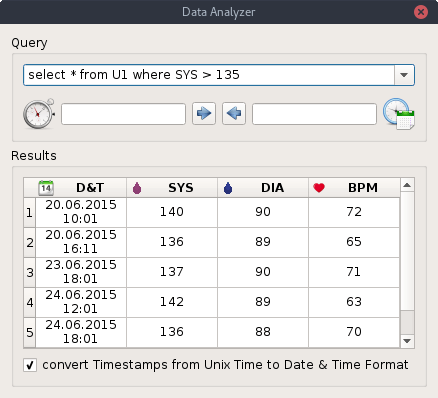 Data Analyzer
Query
select * from U1 where SYS > 135
Results
14 D&T SYS DIA BPM
1 20.06.2015 10:01 140 90 72
2 20.06.2015 16:11 136 89 65
3 23.06.2015 18:01 137 90 71
4 24.06.2015 12:01 142 89 63
5 24.06.2015 18:01 136 88 70
convert Timestamps from Unix Time to Date & Time Format